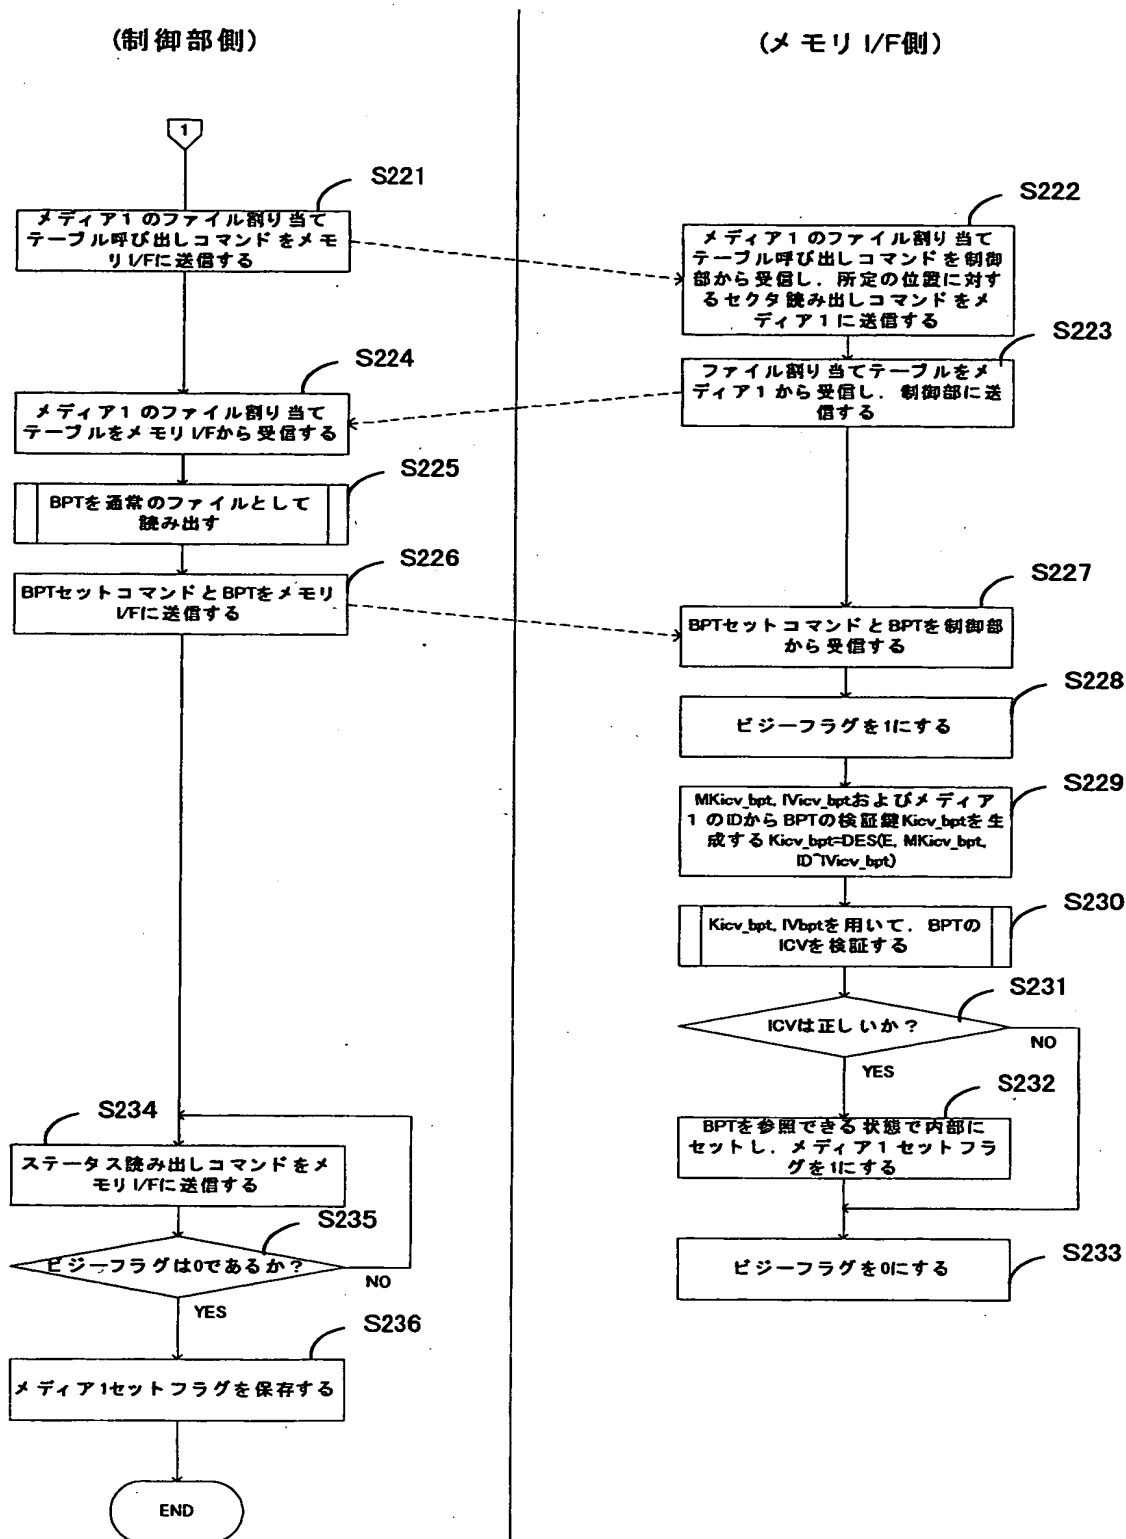 (制御部側)
(メモリ I/F側)
1
S221
メディア1 のファイル割り当て
テーブル呼び出しコマンドをメモ
リI/Fに送信する
S222
メディア1 のファイル割り当て
テーブル呼び出しコマンドを制御
部から受信し、所定の位置に対す
るセクタ読み出しコマンドをメ
ディア1 に送信する
S223
ファイル割り当てテーブルをメ
ディア1 から受信し、制御部に送
信する
S224
メディア1 のファイル割り当て
テーブルをメモリI/Fから受信する
S225
BPTを通常のファイルとして
読み出す
S226
BPTセットコマンドとBPTをメモリ
I/Fに送信する
S227
BPTセットコマンドとBPTを制御部
から受信する
S228
ビジーフラグを1にする
S229
MKicv_bpt, IVicv_bptおよびメディア
1 のIDからBPTの検証鍵Kicv_bptを生
成するKicv_bpt=DES(E, MKicv_bpt,
ID^IVicv_bpt)
S230
Kicv_bpt, IVbptを用いて、BPTの
ICVを検証する
S231
ICVは正しいか?
NO
YES
S232
BPTを参照できる状態で内部に
セットし、メディア1 セットフラ
グを1にする
S233
ビジーフラグを0にする
S234
ステータス読み出しコマンドをメ
モリI/Fに送信する
S235
ビジーフラグは0であるか?
NO
YES
S236
メディア1セットフラグを保存する
END